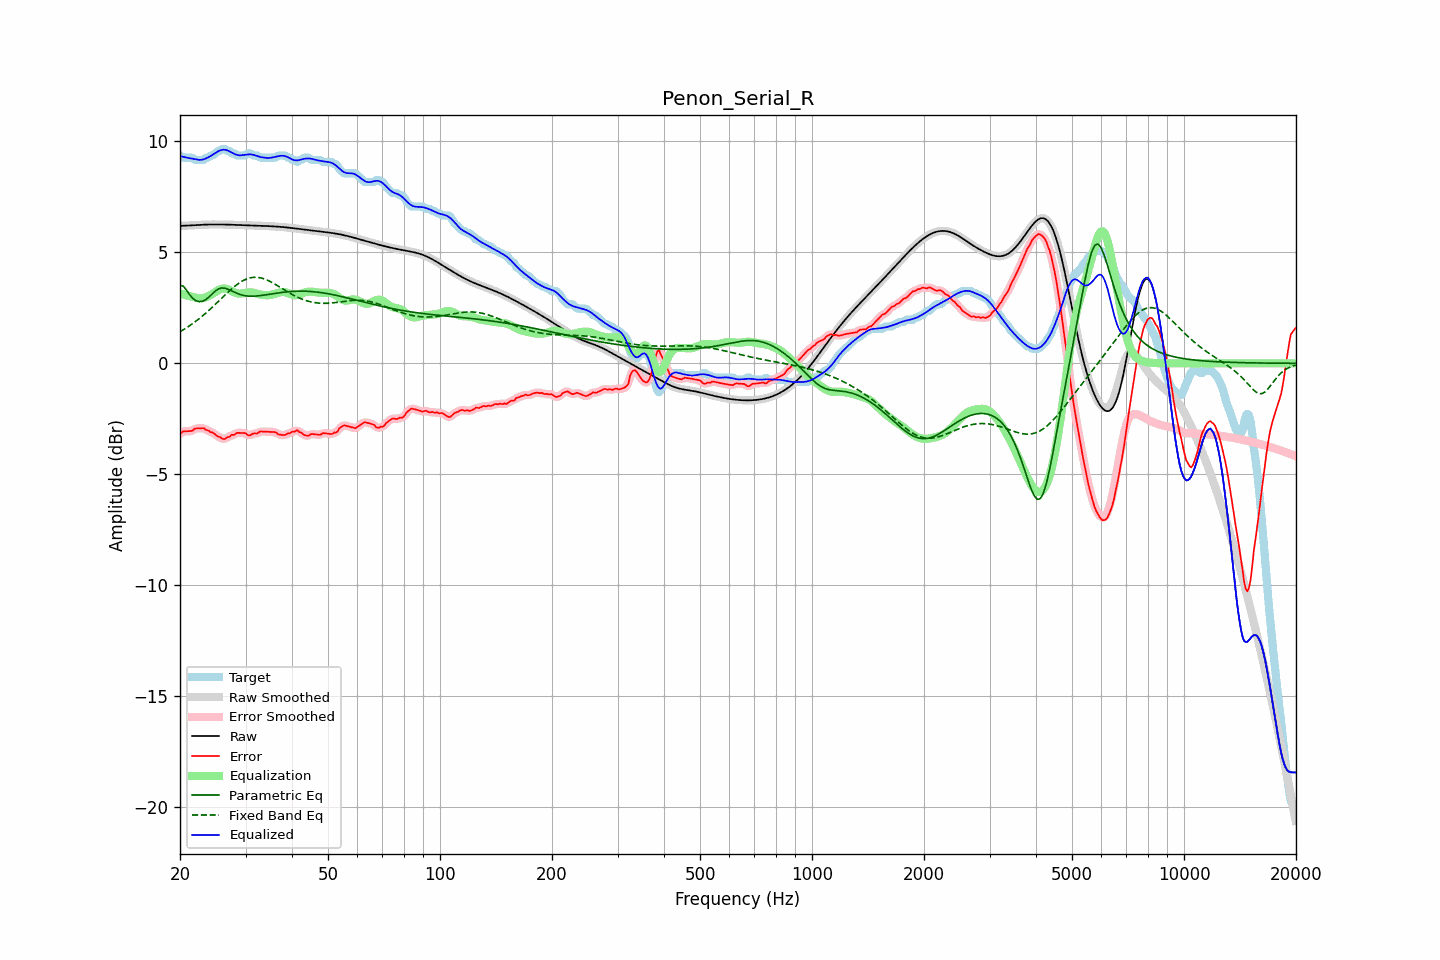 Penon_Serial_R
Amplitude (dBr)
10
5
0
−5
−10
−15
−20
Target
Raw Smoothed
Error Smoothed
Raw
Error
Equalization
Parametric Eq
Fixed Band Eq
Equalized
20 50 100 200 500 1000 2000 5000 10000 20000
Frequency (Hz)